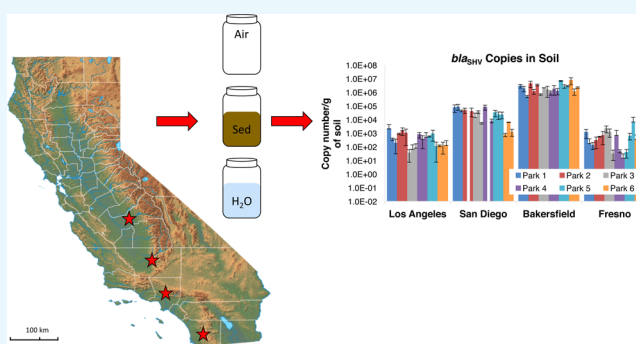 Air
Sed
H₂O
100 km
blaSHV Copies in Soil
Copy number/g
of soil
1.0E+08
1.0E+07
1.0E+06
1.0E+05
1.0E+04
1.0E+03
1.0E+02
1.0E+01
1.0E+00
1.0E-01
1.0E-02
Park 1 Park 2 Park 3
Park 4 Park 5 Park 6
Los Angeles San Diego Bakersfield Fresno